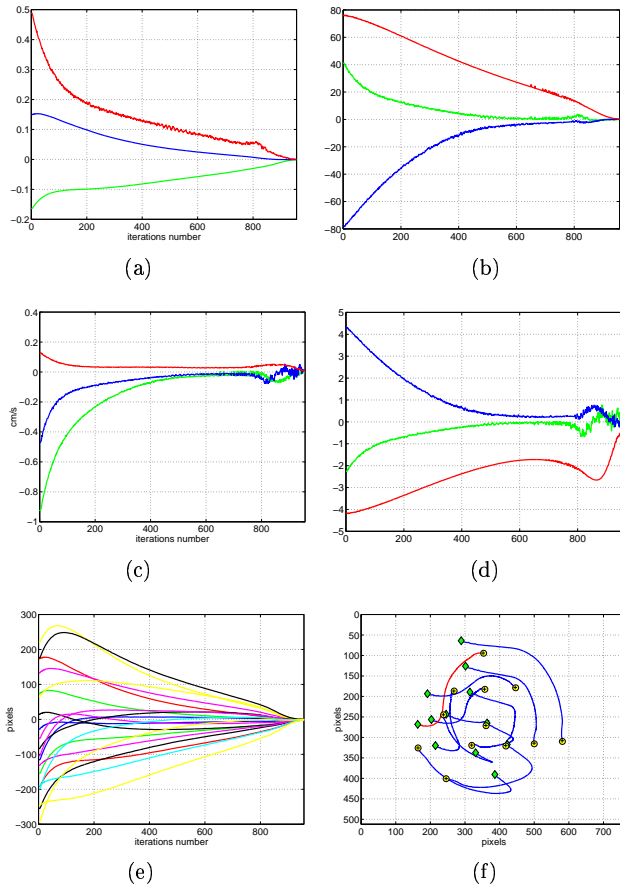 0.5
0.4
0.3
0.2
0.1
0
−0.1
−0.2
0 200 400 600 800
iterations number
(a)
80
60
40
20
0
−20
−40
−60
−80
0 200 400 600 800
(b)
0.4
0.2
0
−0.2
−0.4
−0.6
−0.8
−1
cm/s
0 200 400 600 800
iterations number
(c)
5
4
3
2
1
0
−1
−2
−3
−4
−5
0 200 400 600 800
(d)
300
200
100
0
−100
−200
−300
pixels
0 200 400 600 800
iterations number
(e)
0
50
100
150
200
250
300
350
400
450
500
pixels
0 100 200 300 400 500 600 700
pixels
(f)